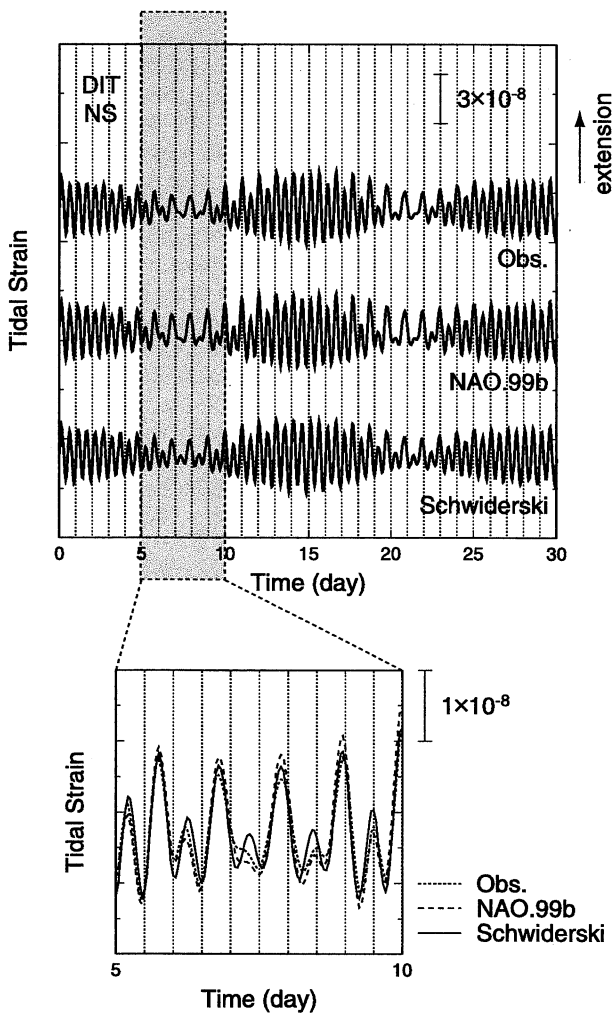 DIT
NS
3×10⁻⁸
extension
Tidal Strain
Obs.
NAO.99b
Schwiderski
0 5 10 15 20 25 30
Time (day)
1×10⁻⁸
Tidal Strain
Obs.
NAO.99b
Schwiderski
5 10
Time (day)